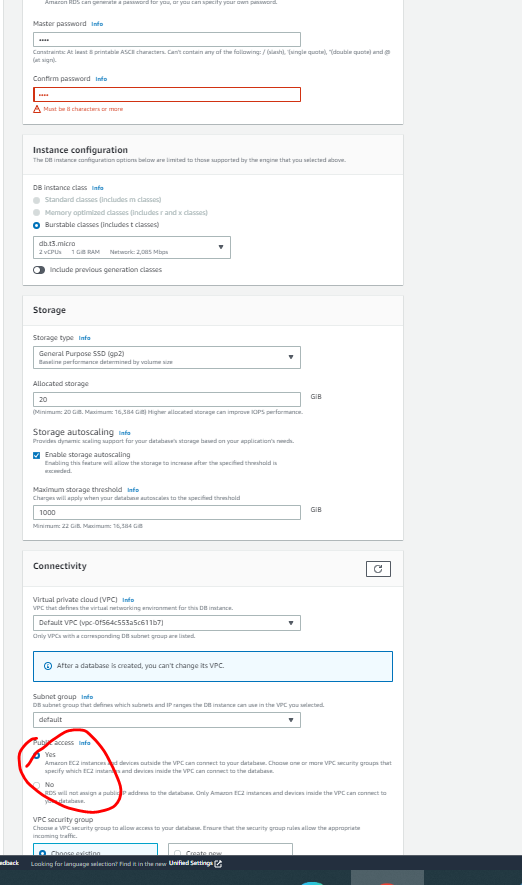 Amazon RDS can generate a password for you, or you can specify your own password.
Master password Info
••••
Constraints: At least 8 printable ASCII characters. Can't contain any of the following: / (slash), '(single quote), "(double quote) and @
(at sign).
Confirm password Info
••••
Must be 8 characters or more
Instance configuration
The DB instance configuration options below are limited to those supported by the engine that you selected above.
DB instance class Info
Standard classes (includes m classes)
Memory optimized classes (includes r and x classes)
Burstable classes (includes t classes)
db.t3.micro
2 vCPUs 1 GiB RAM Network: 2,085 Mbps
Include previous generation classes
Storage
Storage type Info
General Purpose SSD (gp2)
Baseline performance determined by volume size
Allocated storage
20
GiB
(Minimum: 20 GiB. Maximum: 16,384 GiB) Higher allocated storage can improve IOPS performance.
Storage autoscaling Info
Provides dynamic scaling support for your database's storage based on your application's needs.
Enable storage autoscaling
Enabling this feature will allow the storage to increase after the specified threshold is
exceeded.
Maximum storage threshold Info
Charges will apply when your database autoscales to the specified threshold
1000
GiB
Minimum: 22 GiB. Maximum: 16,384 GiB
Connectivity
Virtual private cloud (VPC) Info
VPC that defines the virtual networking environment for this DB instance.
Default VPC (vpc-0f564c553a5c611b7)
Only VPCs with a corresponding DB subnet group are listed.
After a database is created, you can't change its VPC.
Subnet group Info
DB subnet group that defines which subnets and IP ranges the DB instance can use in the VPC you selected.
default
Public access Info
Yes
Amazon EC2 instances and devices outside the VPC can connect to your database. Choose one or more VPC security groups that
specify which EC2 instances and devices inside the VPC can connect to the database.
No
RDS will not assign a public IP address to the database. Only Amazon EC2 instances and devices inside the VPC can connect to
your database.
VPC security group
Choose a VPC security group to allow access to your database. Ensure that the security group rules allow the appropriate
incoming traffic.
Choose existing Create new
edback Looking for language selection? Find it in the new Unified Settings